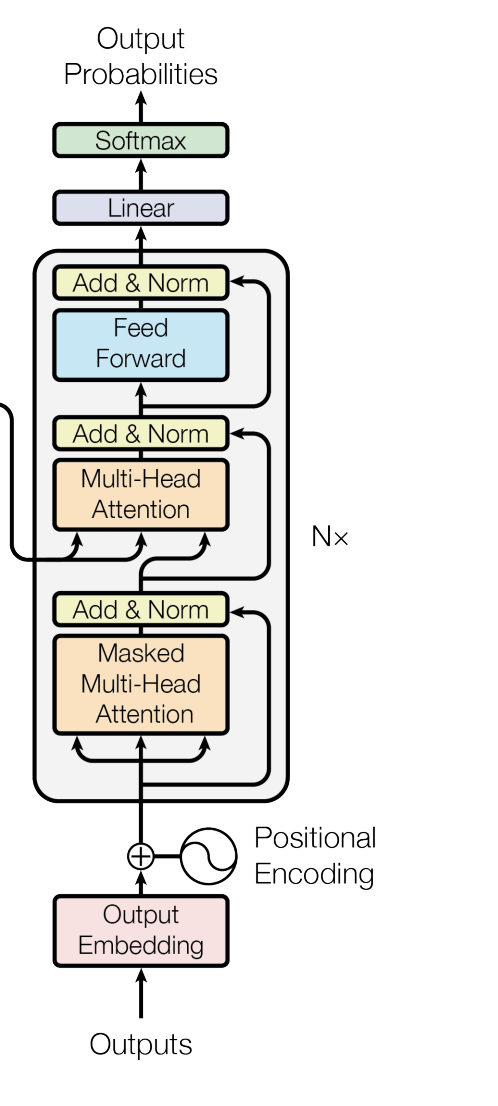 Output
Probabilities
Softmax
Linear
Add & Norm
Feed
Forward
Add & Norm
Multi-Head
Attention
N×
Add & Norm
Masked
Multi-Head
Attention
Positional
Encoding
Output
Embedding
Outputs